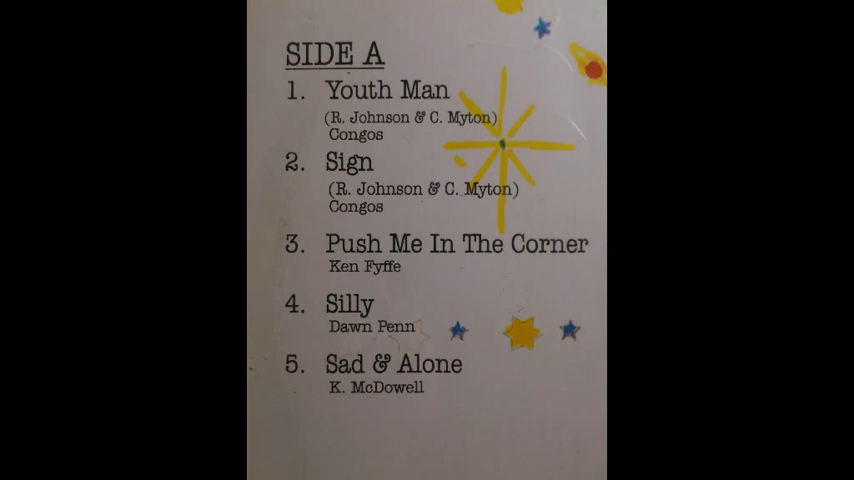 SIDE A
1. Youth Man
(R. Johnson & C. Myton)
Congos
2. Sign
(R. Johnson & C. Myton)
Congos
3. Push Me In The Corner
Ken Fyffe
4. Silly
Dawn Penn
5. Sad & Alone
K. McDowell